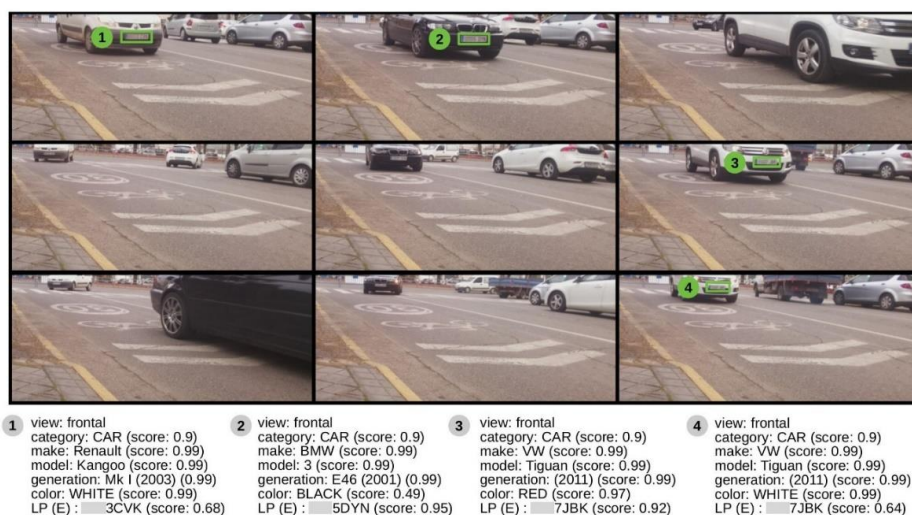 1
2
3
4
1 view: frontal
category: CAR (score: 0.9)
make: Renault (score: 0.99)
model: Kangoo (score: 0.99)
generation: Mk I (2003) (0.99)
color: WHITE (score: 0.99)
LP (E) : 3CVK (score: 0.68)
2 view: frontal
category: CAR (score: 0.9)
make: BMW (score: 0.99)
model: 3 (score: 0.99)
generation: E46 (2001) (0.99)
color: BLACK (score: 0.49)
LP (E) : 5DYN (score: 0.95)
3 view: frontal
category: CAR (score: 0.9)
make: VW (score: 0.99)
model: Tiguan (score: 0.99)
generation: (2011) (score: 0.99)
color: RED (score: 0.97)
LP (E) : 7JBK (score: 0.92)
4 view: frontal
category: CAR (score: 0.9)
make: VW (score: 0.99)
model: Tiguan (score: 0.99)
generation: (2011) (score: 0.99)
color: WHITE (score: 0.99)
LP (E) : 7JBK (score: 0.64)